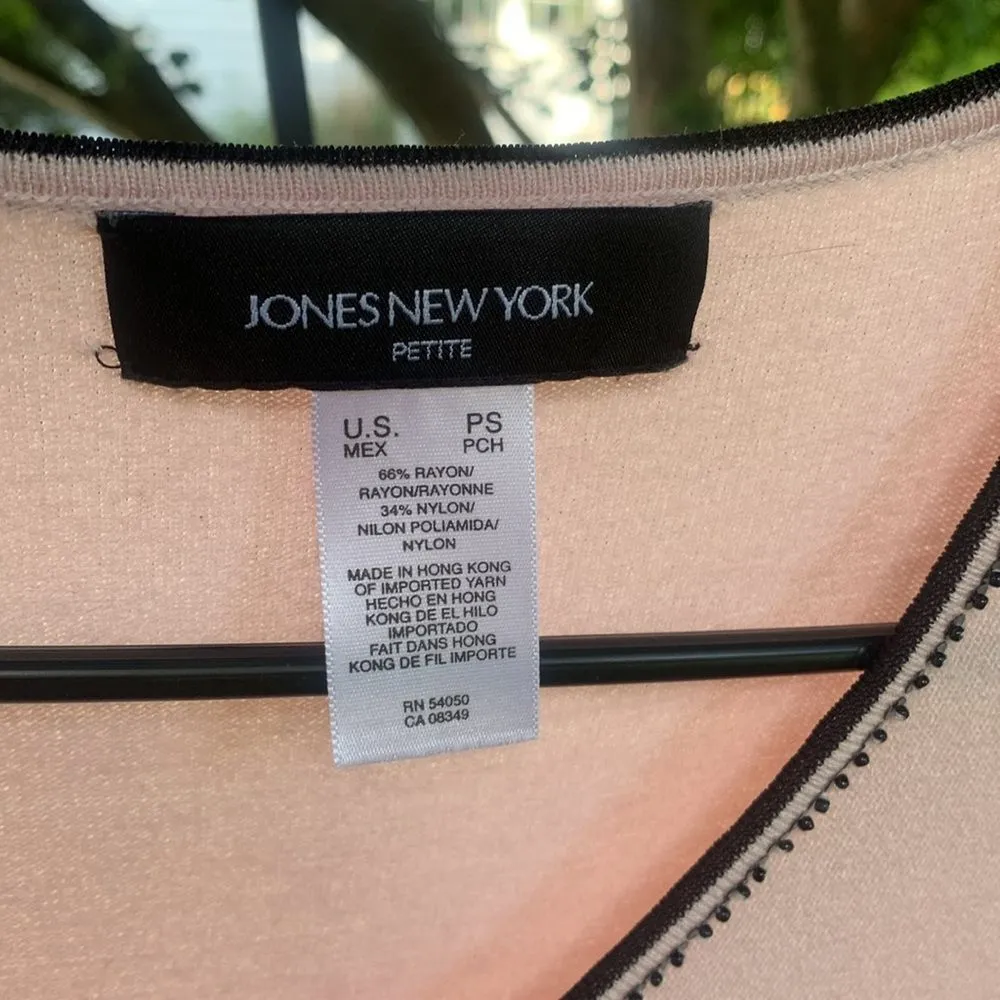 JONES NEW YORK
PETITE
U.S. PS
MEX PCH
66% RAYON/
RAYON/RAYONNE
34% NYLON/
NILON POLIAMIDA/
NYLON
MADE IN HONG KONG
OF IMPORTED YARN
HECHO EN HONG
KONG DE EL HILO
IMPORTADO
FAIT DANS HONG
KONG DE FIL IMPORTE
RN 54050
CA 08349